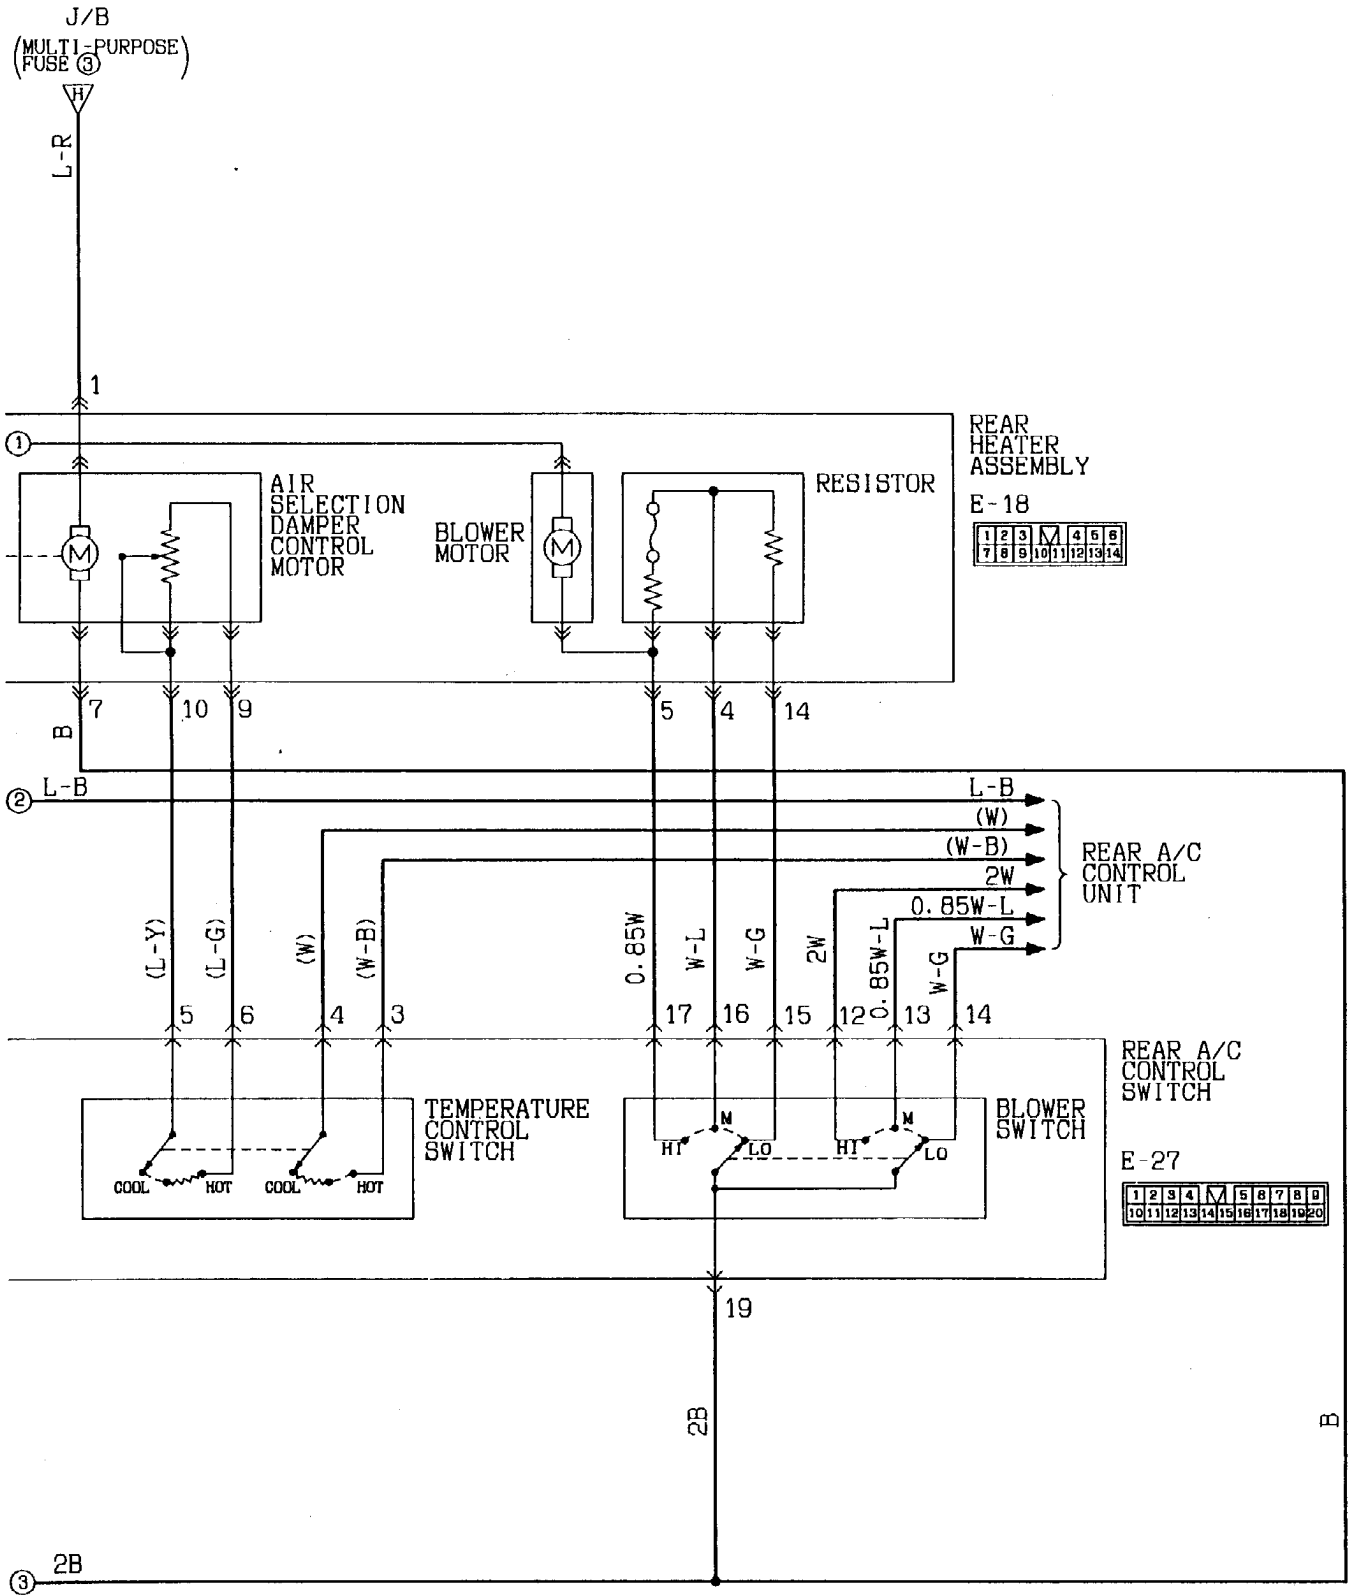 J/B
(MULTI-PURPOSE
FUSE ③)
H
L-R
1
①
REAR
HEATER
ASSEMBLY
E-18
1 2 3 4 5 6
7 8 9 10 11 12 13 14
AIR
SELECTION
DAMPER
CONTROL
MOTOR
M
BLOWER
MOTOR
M
RESISTOR
7
10
9
5
4
14
B
② L-B
L-B
(W)
(W-B)
2W
0.85W-L
W-G
REAR A/C
CONTROL
UNIT
(L-Y)
(L-G)
(W)
(W-B)
0.85W
W-L
W-G
2W
0.85W-L
W-G
5
6
4
3
17
16
15
12
13
14
REAR A/C
CONTROL
SWITCH
TEMPERATURE
CONTROL
SWITCH
COOL
HOT
COOL
HOT
BLOWER
SWITCH
HI
M
LO
HI
M
LO
E-27
1 2 3 4 5 6 7 8 9
10 11 12 13 14 15 16 17 18 19 20
19
2B
B
③ 2B